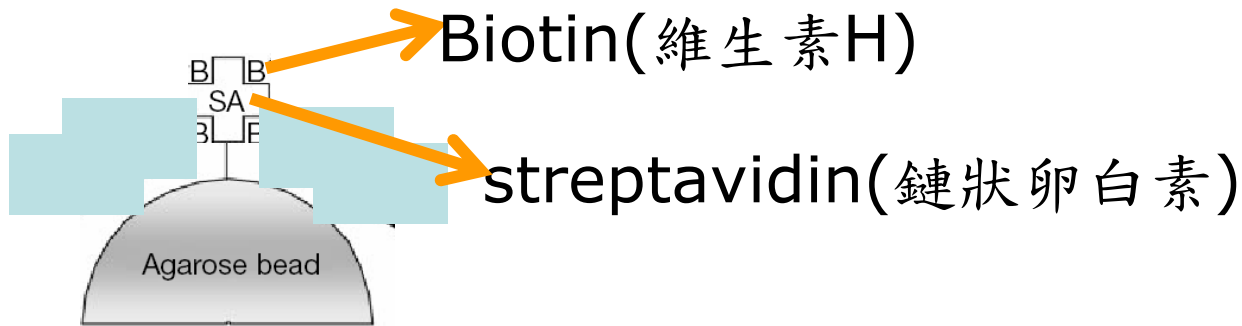 Biotin(維生素H)
B B
SA
B
streptavidin(鏈狀卵白素)
Agarose bead